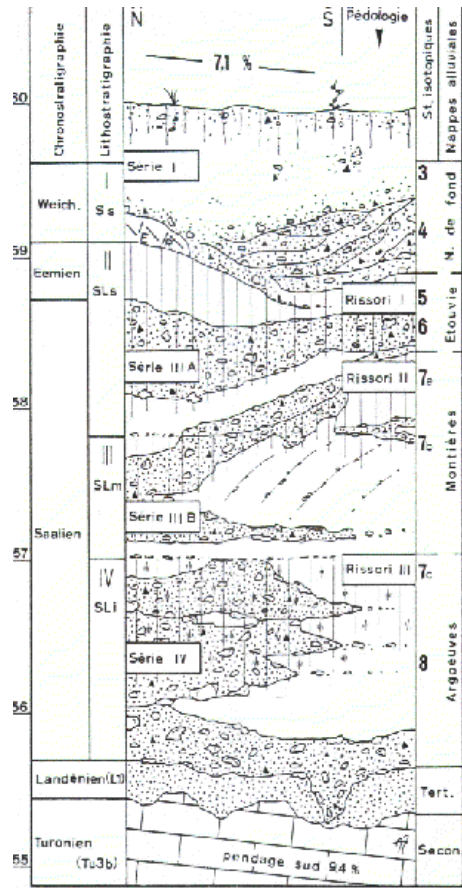 N
S
Pédologie
7,1 %
Chronostratigraphie
Lithostratigraphie
St. isotopiques
Nappes alluviales
60
59
58
57
56
55
Weich.
Eemien
Saalien
Landénien (L1)
Turonien
(Tu3b)
I
Ss
II
SLs
III
SLm
IV
SLi
Série I
Série III A
Série III B
Série IV
Rissori I
Rissori II
Rissori III
3
4
5
6
7a
7c
8
N. de fond
Etouvie
Montières
Argoeuves
Tert.
Secon.
pendage sud 9,4 %